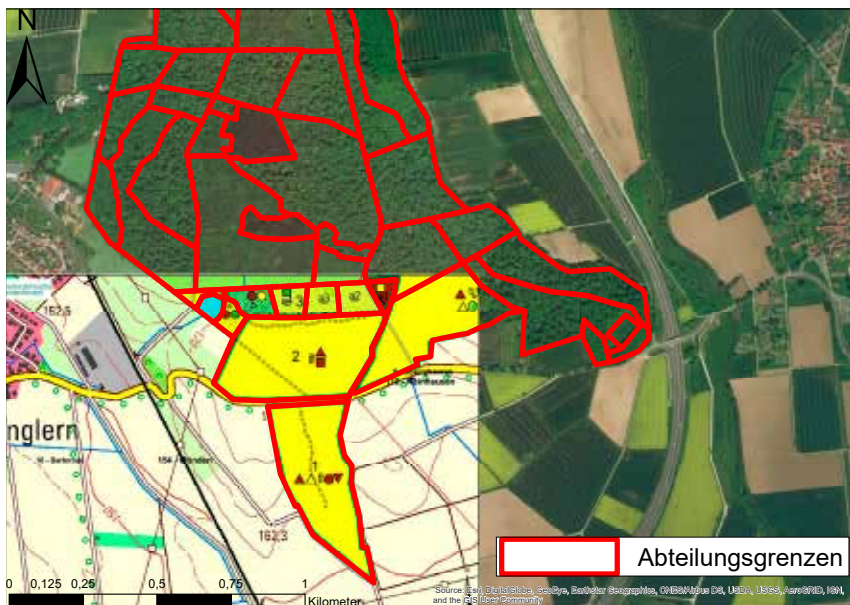 N
162,5
2
3
nglern
1
162,3
Abteilungsgrenzen
0 0,125 0,25 0,5 0,75 1
Kilometer
Source: Esri, DigitalGlobe, GeoEye, Earthstar Geographics, CNES/Airbus DS, USDA, USGS, AeroGRID, IGN,
and the GIS User Community